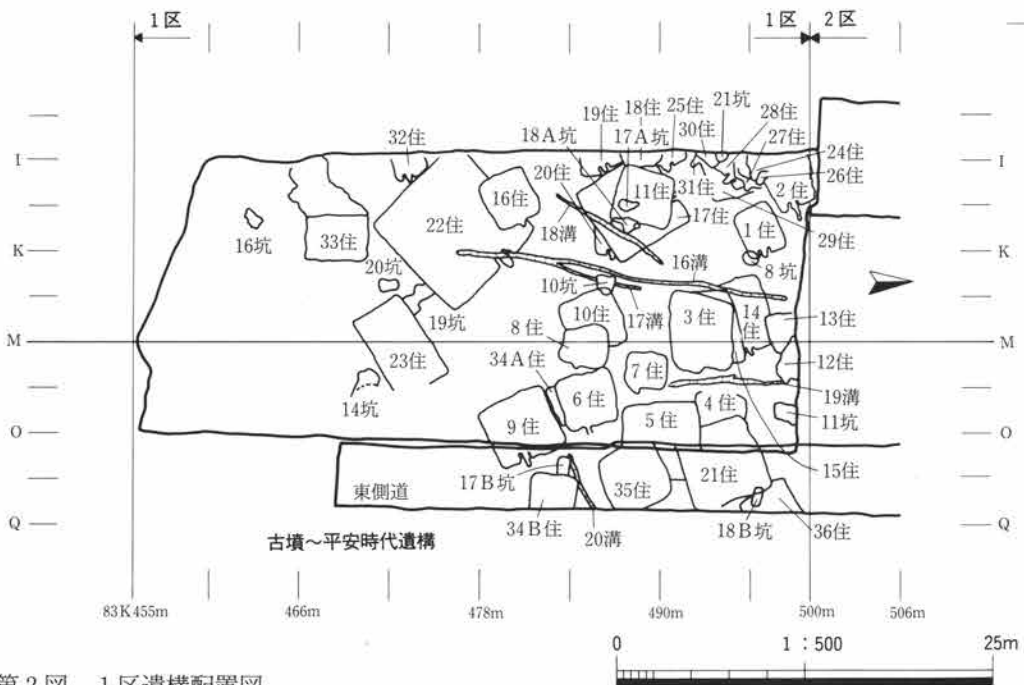 1区
1区 2区
21坑
18住 25住 28住
19住 17A坑 30住 27住
18A坑 24住
32住 26住
I I
20住 2住
16住 11住 31住
17住
22住 1住
16坑 18溝 29住
33住
K K
20坑 16溝 8坑
10坑
17溝
10住 3住 14住 13住
19坑
8住
M M
23住 34A住 12住
7住
14坑 6住 19溝
9住 4住 11坑
5住
O O
15住
17B坑
東側道 35住 21住
Q Q
34B住 18B坑
20溝 36住
古墳~平安時代遺構
83K455m 466m 478m 490m 500m 506m
0 1:500 25m
第2図 1区遺構配置図